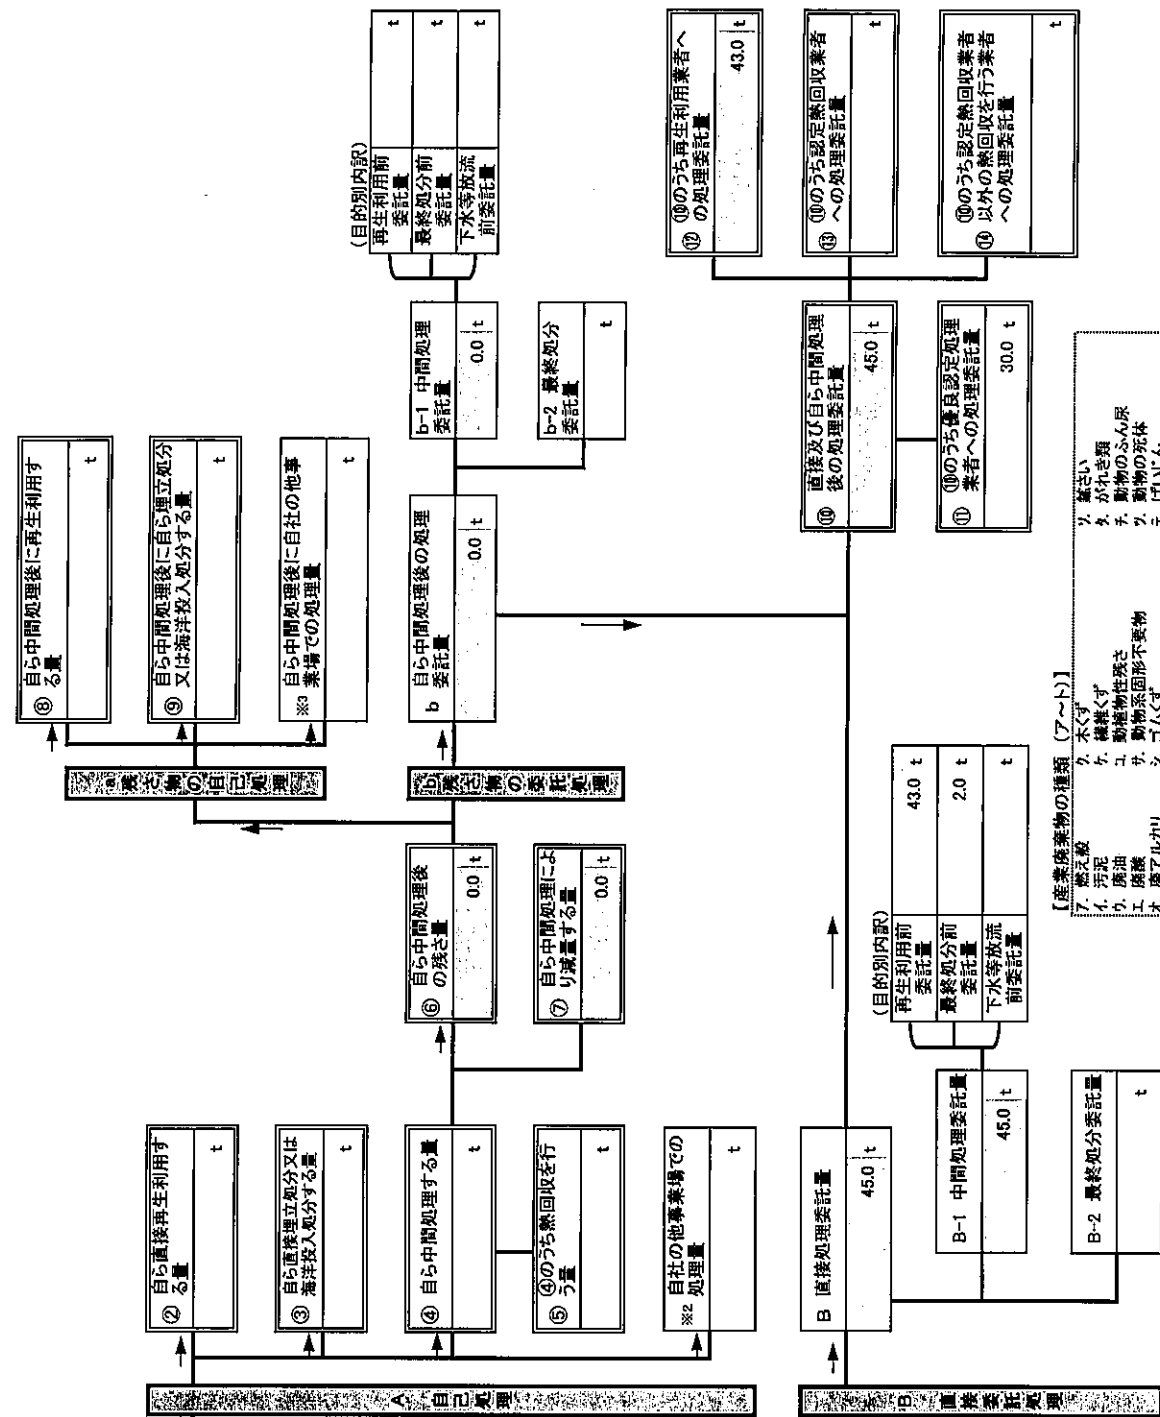 A 自己処理
② 自ら直接再生利用す
る量
t
③ 自ら直接埋立処分又は
海洋投入処分する量
t
④ 自ら中間処理する量
t
⑤ ④のうち熱回収を行
う量
t
※2 自社の他事業場での
処理量
t
⑥ 自ら中間処理後
の残さ量
0.0 t
⑦ 自ら中間処理によ
り減量する量
0.0 t
a 残さ物の自己処理
⑧ 自ら中間処理後に再生利用す
る量
t
⑨ 自ら中間処理後に自ら埋立処分
又は海洋投入処分する量
t
※3 自ら中間処理後に自社の他事
業場での処理量
t
b 残さ物の委託処理
b 自ら中間処理後の処理
委託量
0.0 t
b-1 中間処理
委託量
0.0 t
b-2 最終処分
委託量
t
(目的別内訳)
再生利用前
委託量
t
最終処分前
委託量
t
下水等放流
前委託量
t
B 直接委託処理
B 直接処理委託量
45.0 t
B-1 中間処理委託量
45.0 t
B-2 最終処分委託量
t
(目的別内訳)
再生利用前
委託量
43.0 t
最終処分前
委託量
2.0 t
下水等放流
前委託量
t
⑩ 直接及び自ら中間処理
後の処理委託量
45.0 t
⑪ ⑩のうち優良認定処理
業者への処理委託量
30.0 t
⑫ ⑩のうち再生利用業者へ
の処理委託量
43.0 t
⑬ ⑩のうち認定熱回収業者
への処理委託量
t
⑭ ⑩のうち認定熱回収業者
以外の熱回収を行う業者
への処理委託量
t
【産業廃棄物の種類（ア～ト）】
ア. 燃え殻 ク. 木くず ソ. 鉱さい
イ. 汚泥 ケ. 繊維くず タ. がれき類
ウ. 廃油 コ. 動植物性残さ チ. 動物のふん尿
エ. 廃酸 サ. 動物系固形不要物 ツ. 動物の死体
オ. 廃アルカリ シ. ゴムくず テ. ばいじん